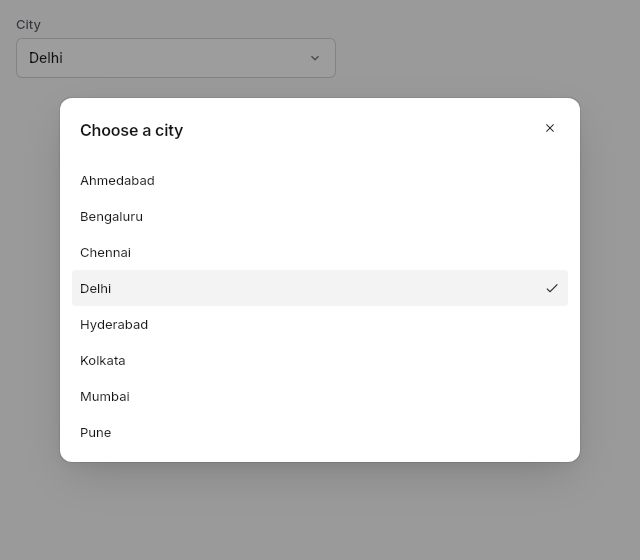 City
Delhi
Choose a city
Ahmedabad
Bengaluru
Chennai
Delhi
Hyderabad
Kolkata
Mumbai
Pune